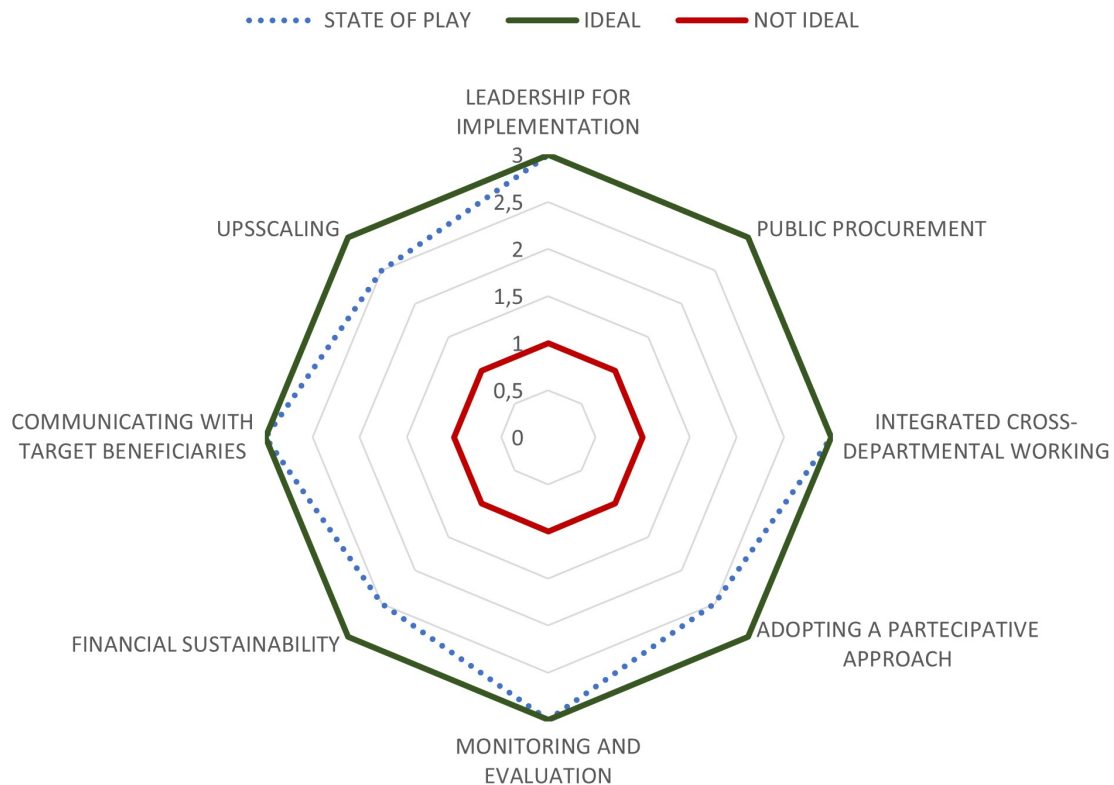 STATE OF PLAY
IDEAL
NOT IDEAL
LEADERSHIP FOR
IMPLEMENTATION
3
2,5
2
1,5
1
0,5
0
PUBLIC PROCUREMENT
INTEGRATED CROSS-
DEPARTMENTAL WORKING
ADOPTING A PARTECIPATIVE
APPROACH
MONITORING AND
EVALUATION
FINANCIAL SUSTAINABILITY
COMMUNICATING WITH
TARGET BENEFICIARIES
UPSSCALING